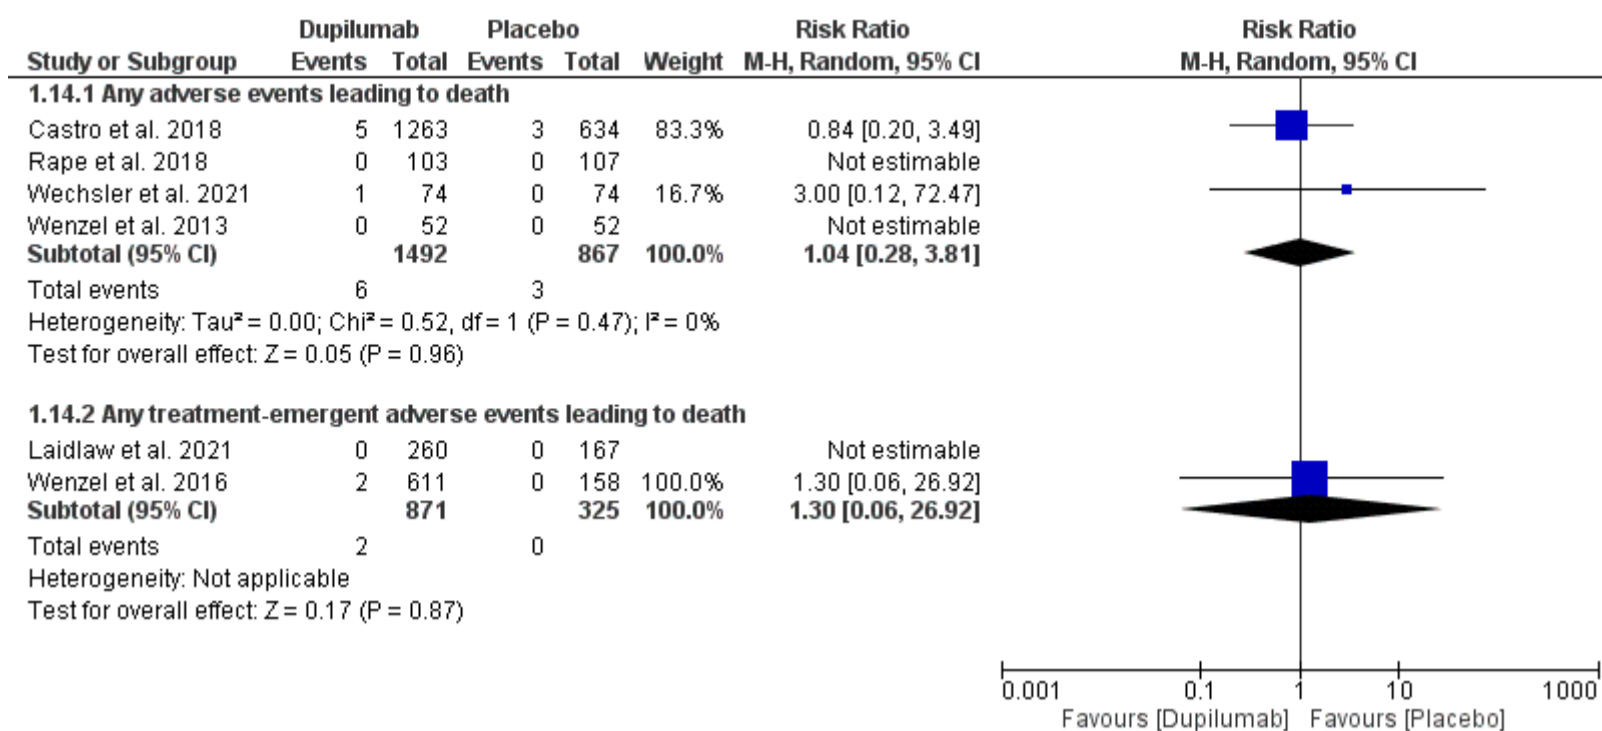 Dupilumab Placebo Risk Ratio Risk Ratio
Study or Subgroup Events Total Events Total Weight M-H, Random, 95% CI M-H, Random, 95% CI
1.14.1 Any adverse events leading to death
Castro et al. 2018 5 1263 3 634 83.3% 0.84 [0.20, 3.49]
Rape et al. 2018 0 103 0 107 Not estimable
Wechsler et al. 2021 1 74 0 74 16.7% 3.00 [0.12, 72.47]
Wenzel et al. 2013 0 52 0 52 Not estimable
Subtotal (95% CI) 1492 867 100.0% 1.04 [0.28, 3.81]
Total events 6 3
Heterogeneity: Tau² = 0.00; Chi² = 0.52, df = 1 (P = 0.47); I² = 0%
Test for overall effect: Z = 0.05 (P = 0.96)
1.14.2 Any treatment-emergent adverse events leading to death
Laidlaw et al. 2021 0 260 0 167 Not estimable
Wenzel et al. 2016 2 611 0 158 100.0% 1.30 [0.06, 26.92]
Subtotal (95% CI) 871 325 100.0% 1.30 [0.06, 26.92]
Total events 2 0
Heterogeneity: Not applicable
Test for overall effect: Z = 0.17 (P = 0.87)
0.001 0.1 1 10 1000
Favours [Dupilumab] Favours [Placebo]